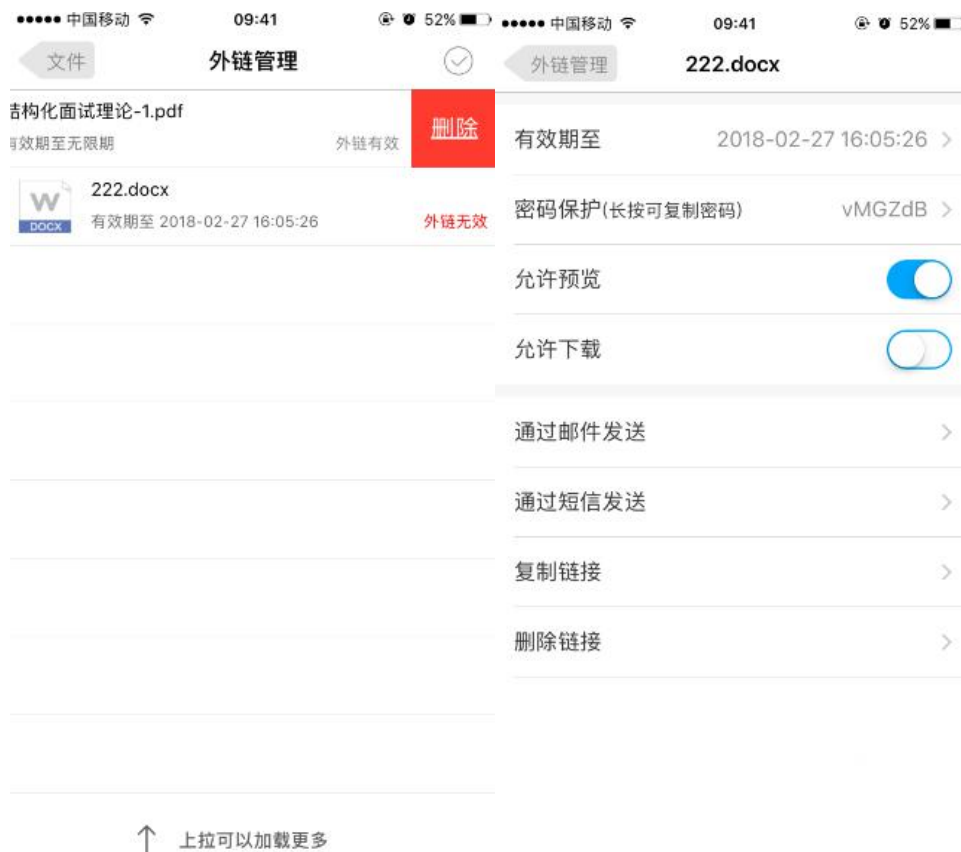 中国移动 09:41 52%
文件 外链管理
结构化面试理论-1.pdf
有效期至无限期 外链有效
删除
W
DOCX
222.docx
有效期至 2018-02-27 16:05:26 外链无效
上拉可以加载更多
中国移动 09:41 52%
外链管理 222.docx
有效期至 2018-02-27 16:05:26
密码保护(长按可复制密码) vMGZdB
允许预览
允许下载
通过邮件发送
通过短信发送
复制链接
删除链接